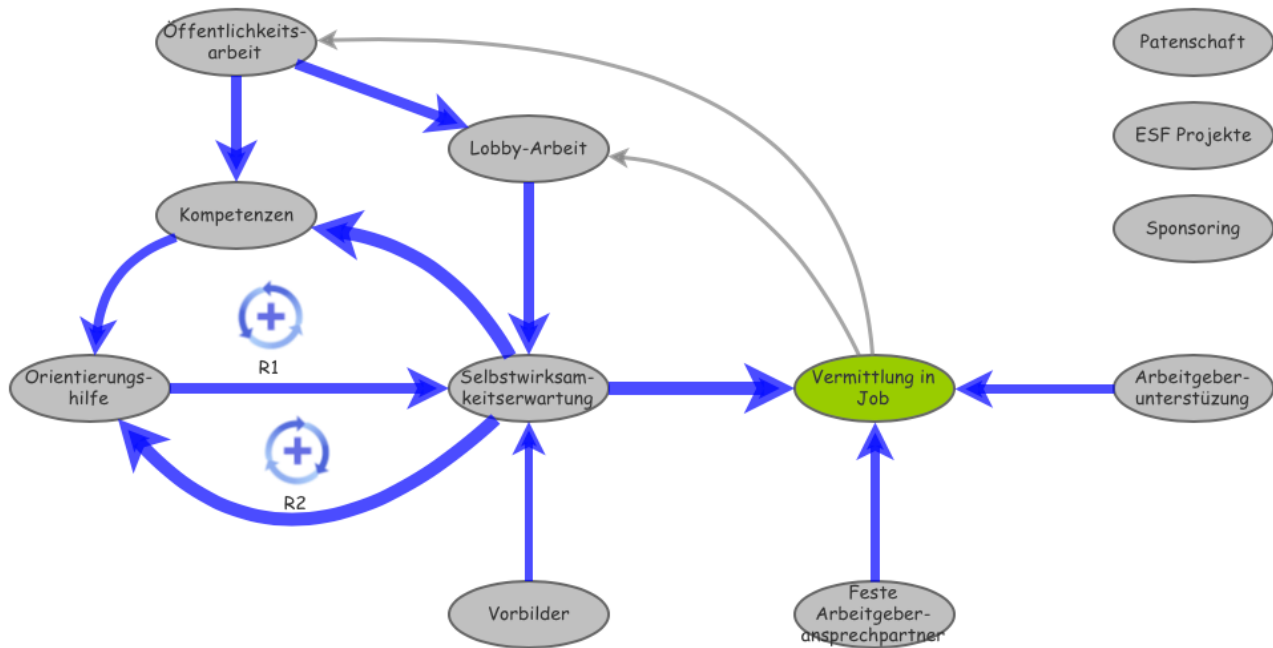 Öffentlichkeits-
arbeit
Patenschaft
Lobby-Arbeit
ESF Projekte
Kompetenzen
Sponsoring
R1
Orientierungs-
hilfe
Selbstwirksam-
keitserwartung
Vermittlung in
Job
Arbeitgeber-
unterstüzung
R2
Vorbilder
Feste
Arbeitgeber-
ansprechpartner